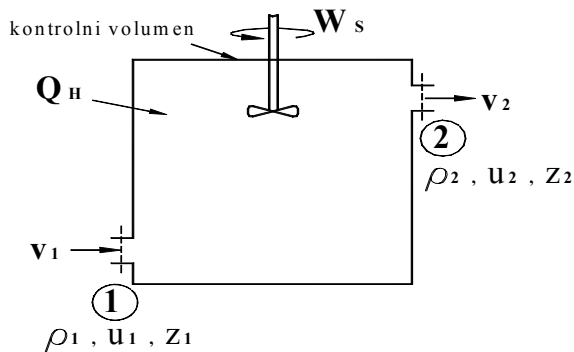 kontrolni volumen
W S
Q H
v 2
2
ρ 2 , u 2 , z 2
v 1
1
ρ 1 , u 1 , z 1